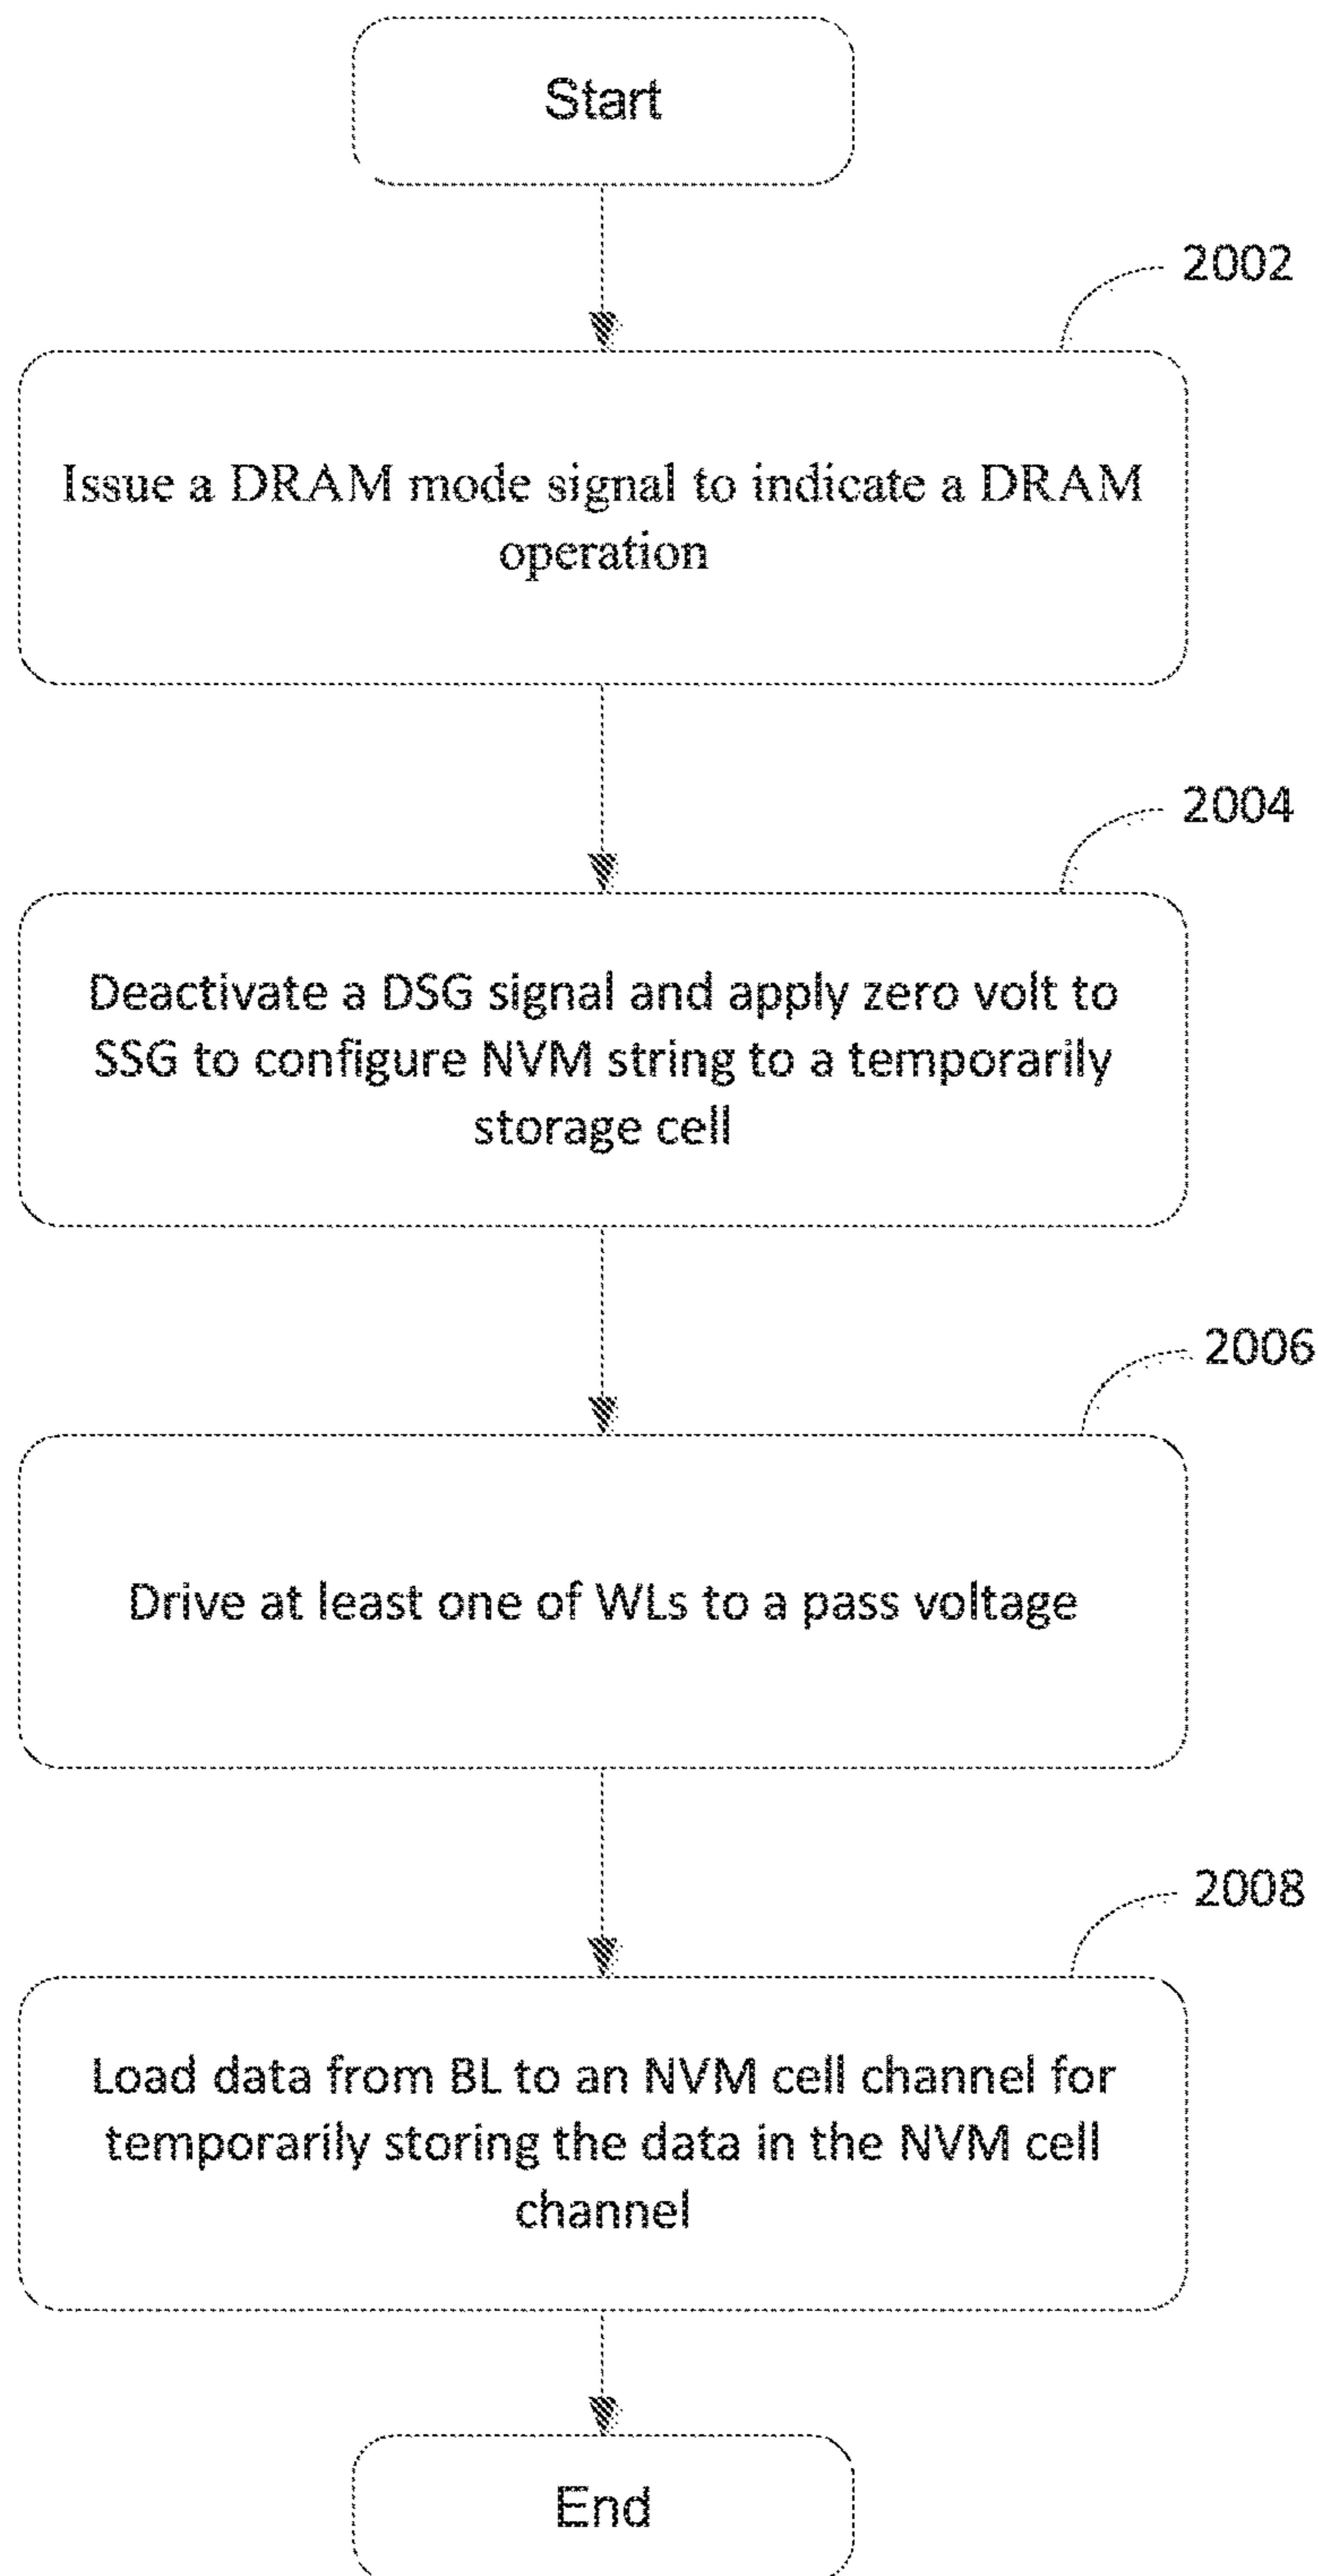 Start
2002
Issue a DRAM mode signal to indicate a DRAM
operation
2004
Deactivate a DSG signal and apply zero volt to
SSG to configure NVM string to a temporarily
storage cell
2006
Drive at least one of WLs to a pass voltage
2008
Load data from BL to an NVM cell channel for
temporarily storing the data in the NVM cell
channel
End